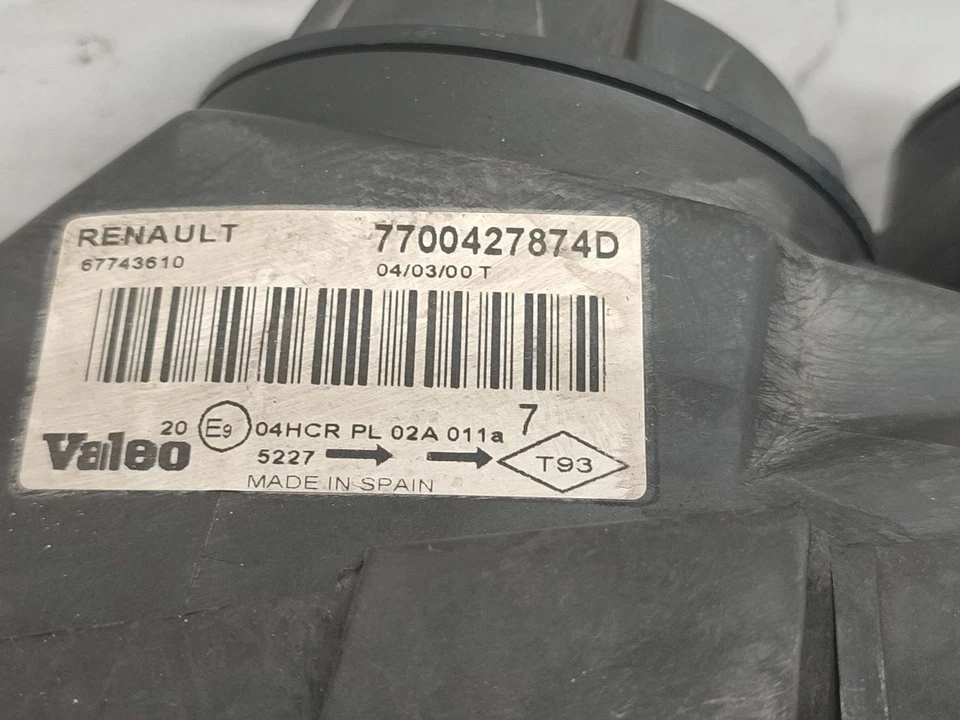 RENAULT 7700427874D
67743610 04/03/00 T
7
20 E9 04HCR PL 02A 011a
Valeo 5227 T93
MADE IN SPAIN